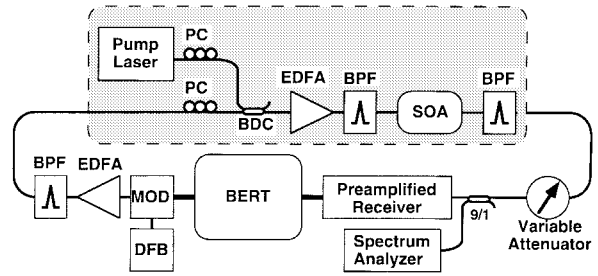 Pump
Laser
PC
PC
BDC
EDFA
BPF
SOA
BPF
BPF
EDFA
MOD
DFB
BERT
Preamplified
Receiver
9/1
Spectrum
Analyzer
Variable
Attenuator